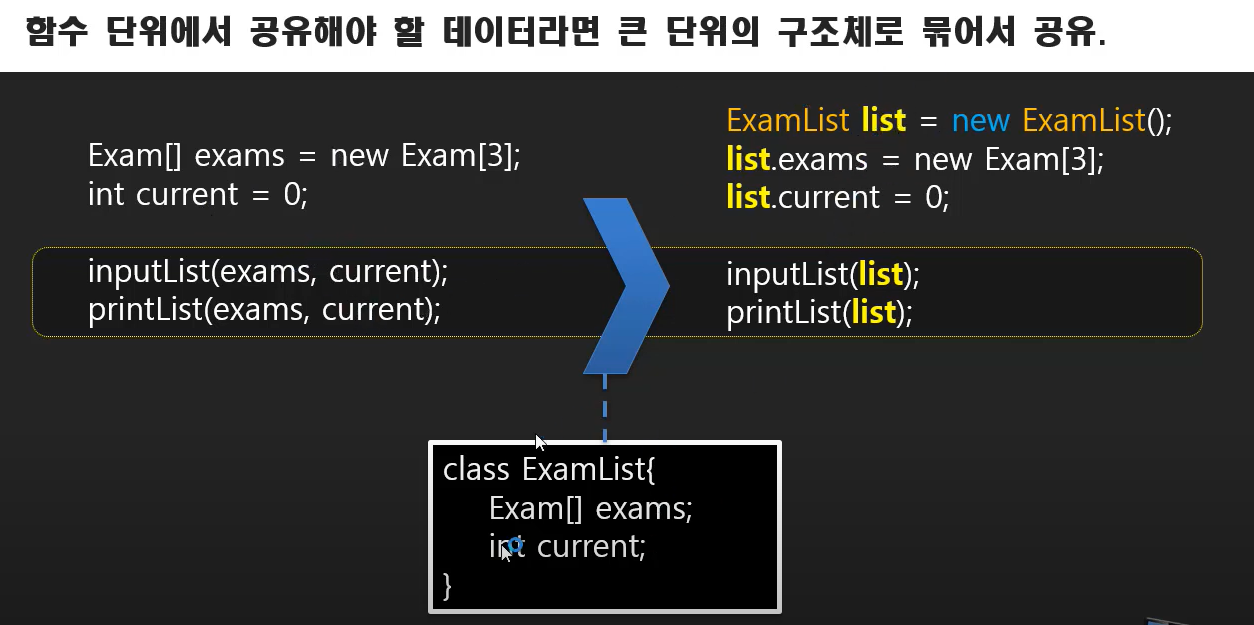 함수 단위에서 공유해야 할 데이터라면 큰 단위의 구조체로 묶어서 공유.
Exam[] exams = new Exam[3];
int current = 0;
inputList(exams, current);
printList(exams, current);
ExamList list = new ExamList();
list.exams = new Exam[3];
list.current = 0;
inputList(list);
printList(list);
class ExamList{
Exam[] exams;
int current;
}